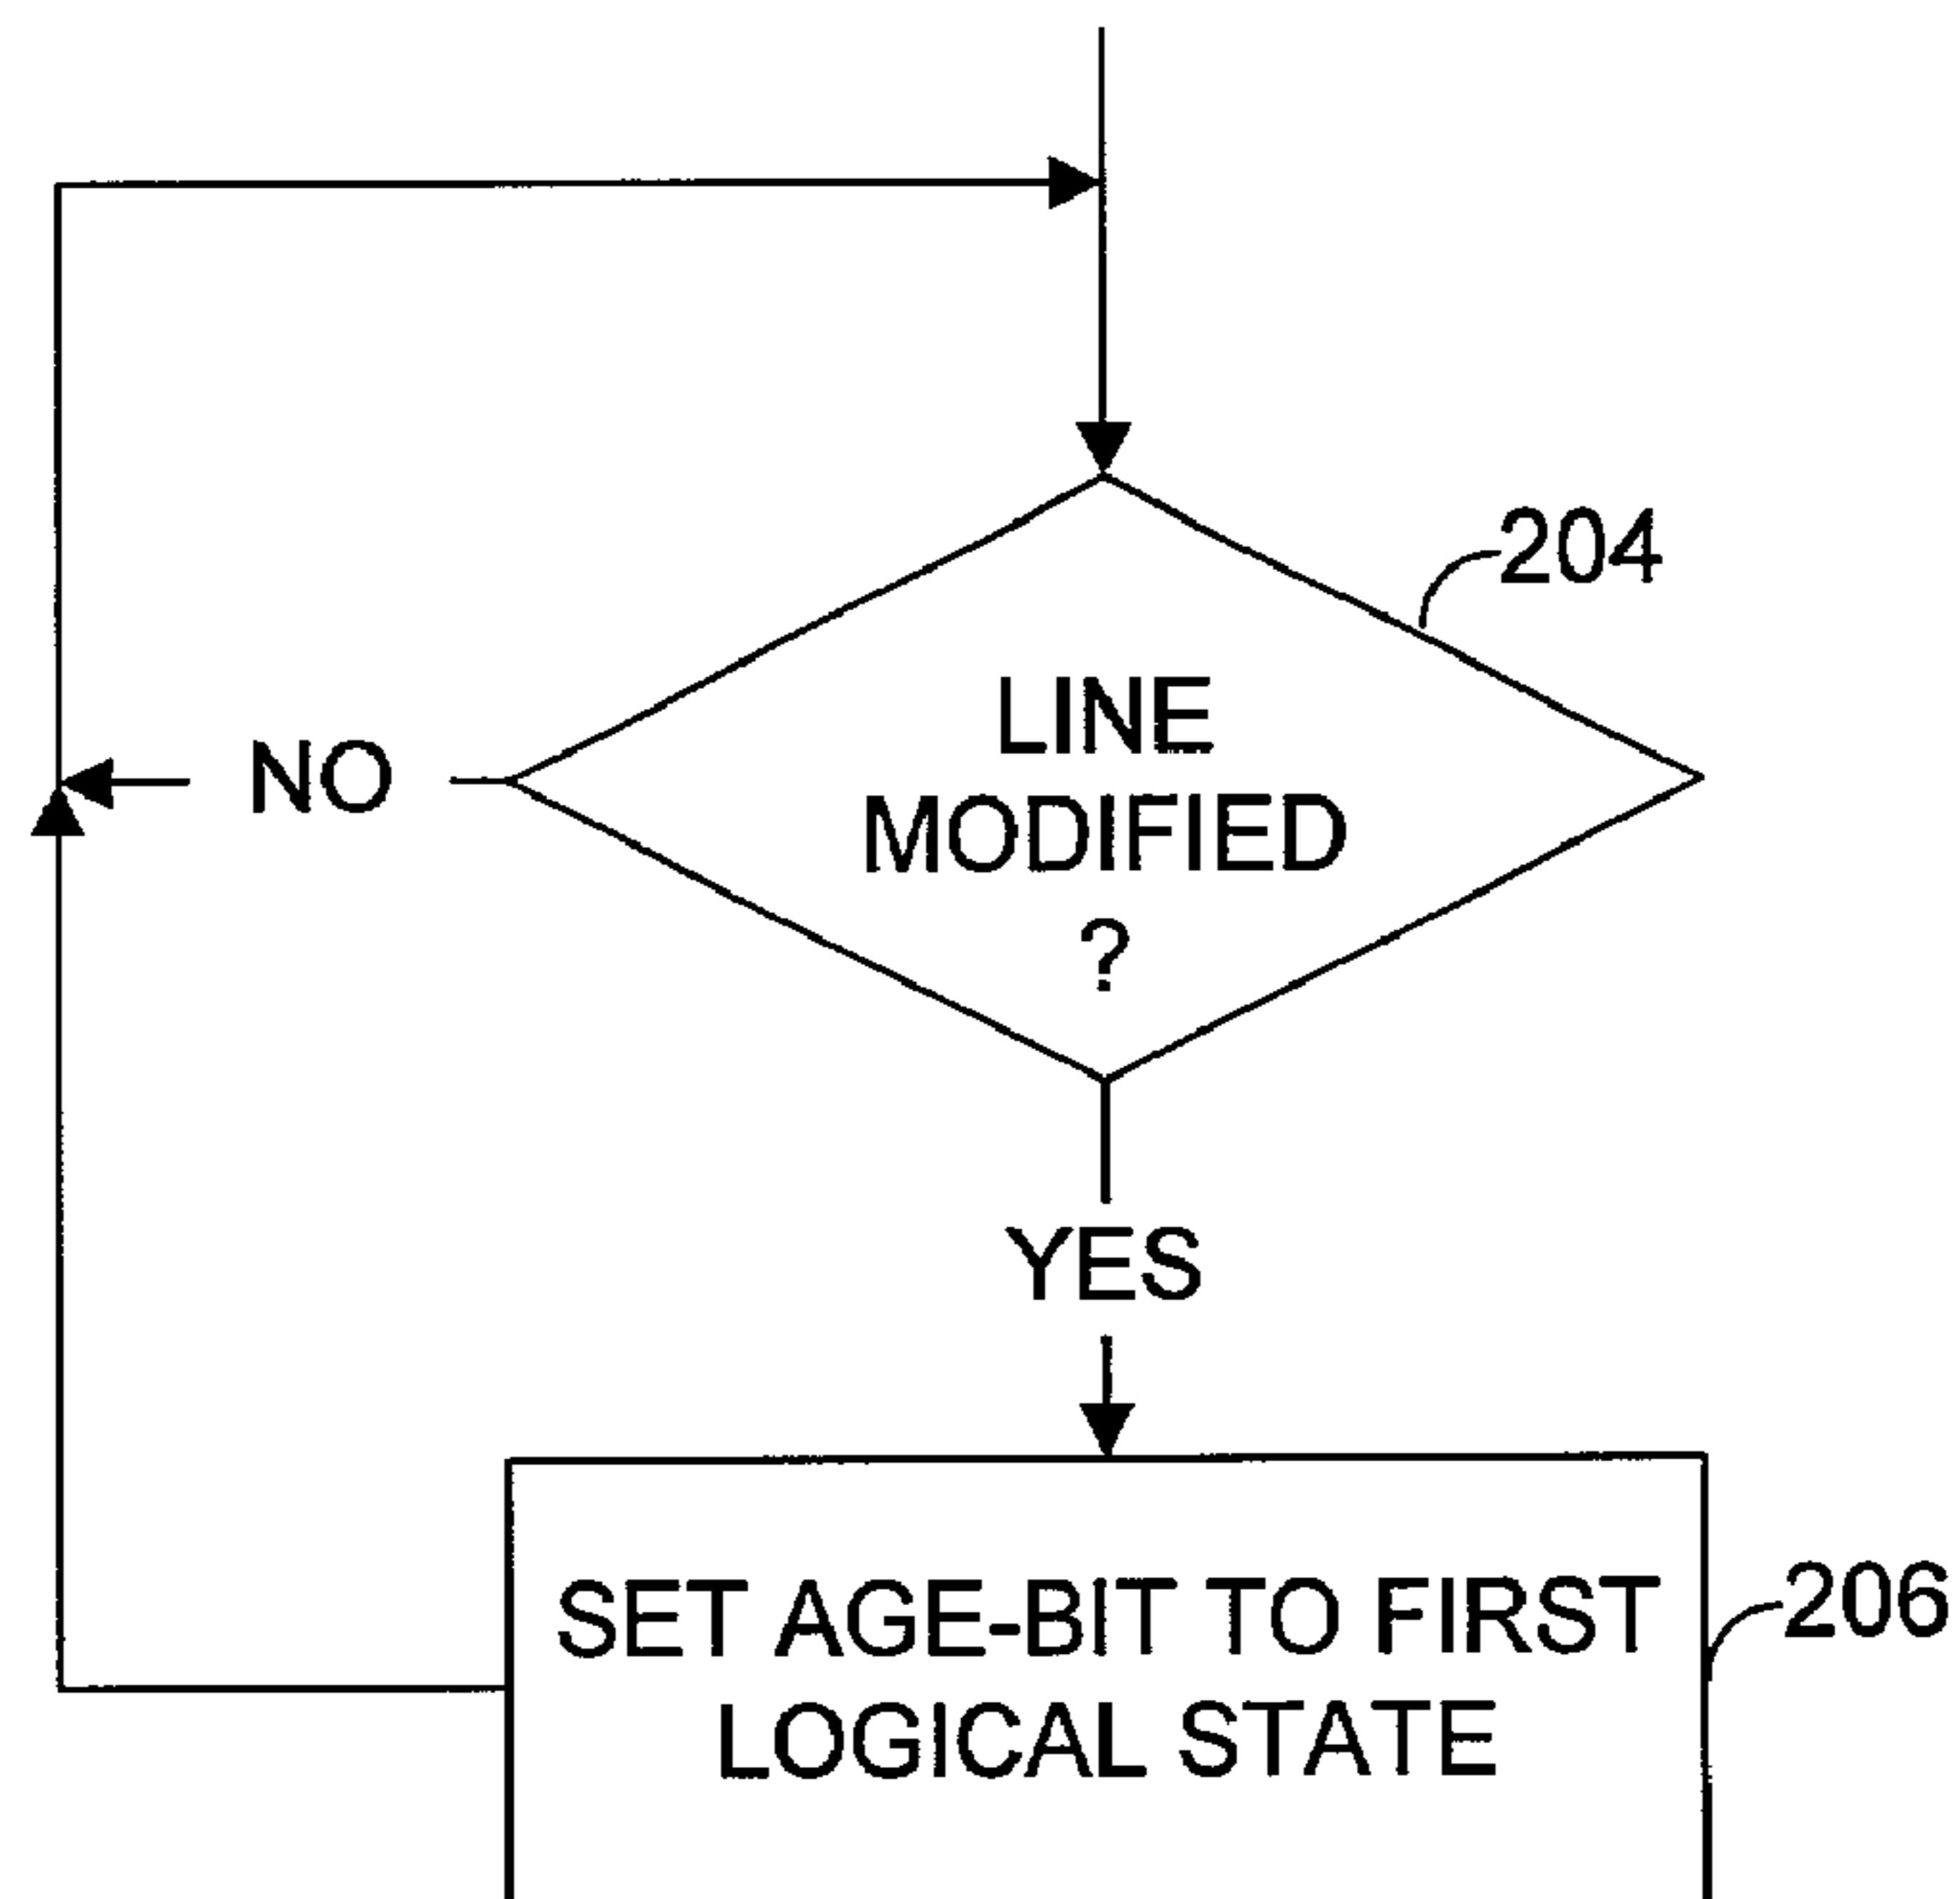 204
LINE
MODIFIED
?
NO
YES
SET AGE-BIT TO FIRST
LOGICAL STATE
206